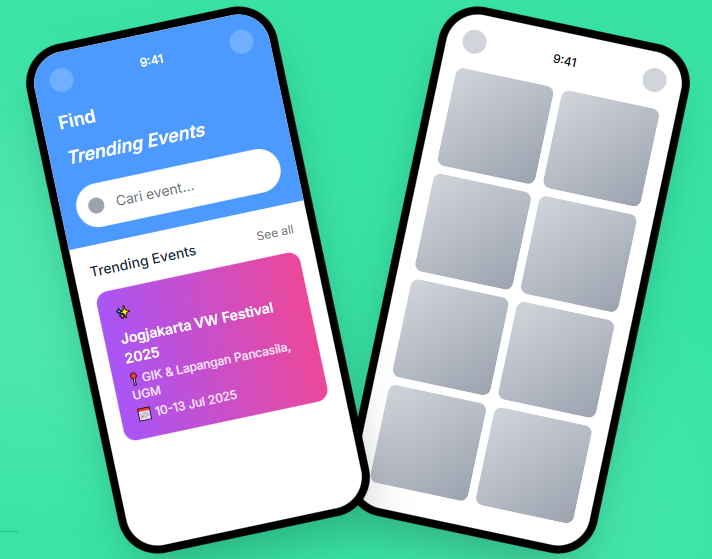 9:41
Find
Trending Events
Cari event...
Trending Events
See all
Jogjakarta VW Festival
2025
GIK & Lapangan Pancasila,
UGM
10-13 Jul 2025
9:41